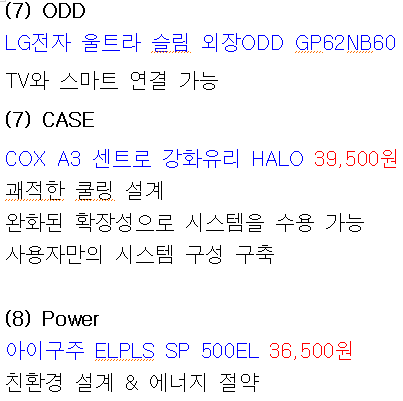 (7) ODD
LG전자 울트라 슬림 외장ODD GP62NB60
TV와 스마트 연결 가능
(7) CASE
COX A3 센트로 강화유리 HALO 39,500원
쾌적한 쿨링 설계
완화된 확장성으로 시스템을 수용 가능
사용자만의 시스템 구성 구축
(8) Power
아이구주 ELPLS SP 500EL 36,500원
친환경 설계 & 에너지 절약